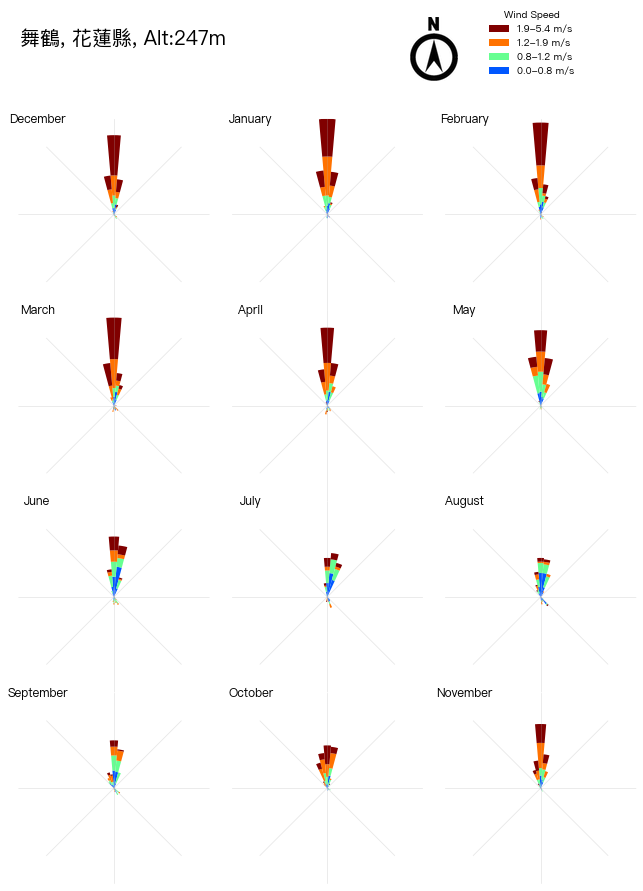 舞鶴, 花蓮縣, Alt:247m
N
Wind Speed
1.9–5.4 m/s
1.2–1.9 m/s
0.8–1.2 m/s
0.0–0.8 m/s
December
January
February
March
April
May
June
July
August
September
October
November